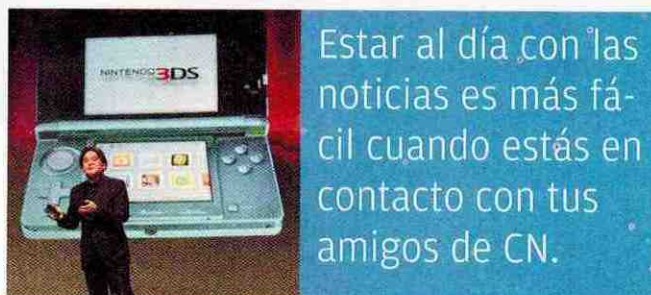 NINTENDO 3DS
Estar al día con las
noticias es más fá-
cil cuando estás en
contacto con tus
amigos de CN.